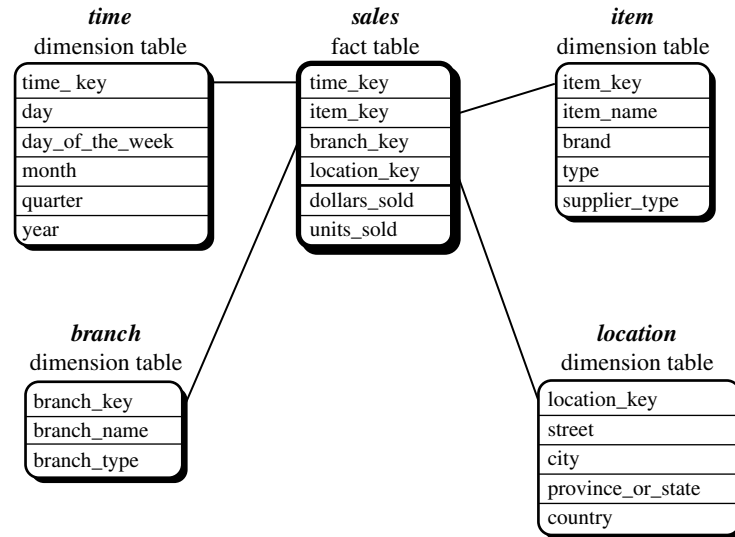 time
dimension table
time_ key
day
day_of_the_week
month
quarter
year
sales
fact table
time_key
item_key
branch_key
location_key
dollars_sold
units_sold
item
dimension table
item_key
item_name
brand
type
supplier_type
branch
dimension table
branch_key
branch_name
branch_type
location
dimension table
location_key
street
city
province_or_state
country